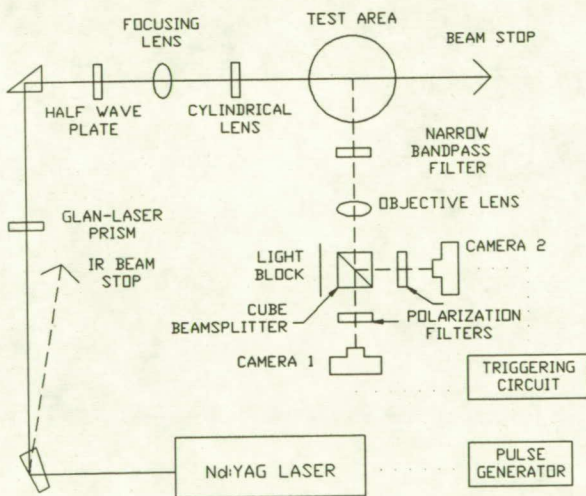 FOCUSING
LENS
TEST AREA
BEAM STOP
HALF WAVE
PLATE
CYLINDRICAL
LENS
NARROW
BANDPASS
FILTER
GLAN-LASER
PRISM
OBJECTIVE LENS
IR BEAM
STOP
LIGHT
BLOCK
CAMERA 2
CUBE
BEAMSPLITTER
POLARIZATION
FILTERS
CAMERA 1
TRIGGERING
CIRCUIT
Nd:YAG LASER
PULSE
GENERATOR